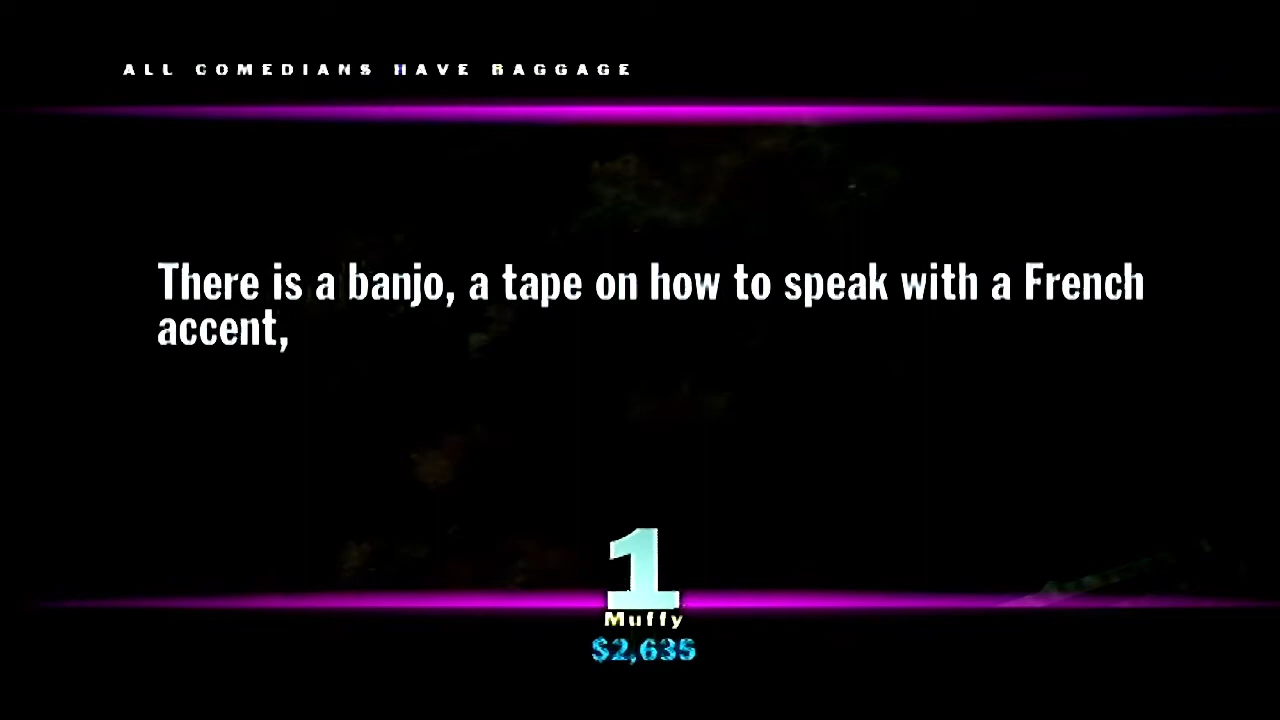 ALL COMEDIANS HAVE BAGGAGE
There is a banjo, a tape on how to speak with a French
accent,
1
Muffy
$2,635